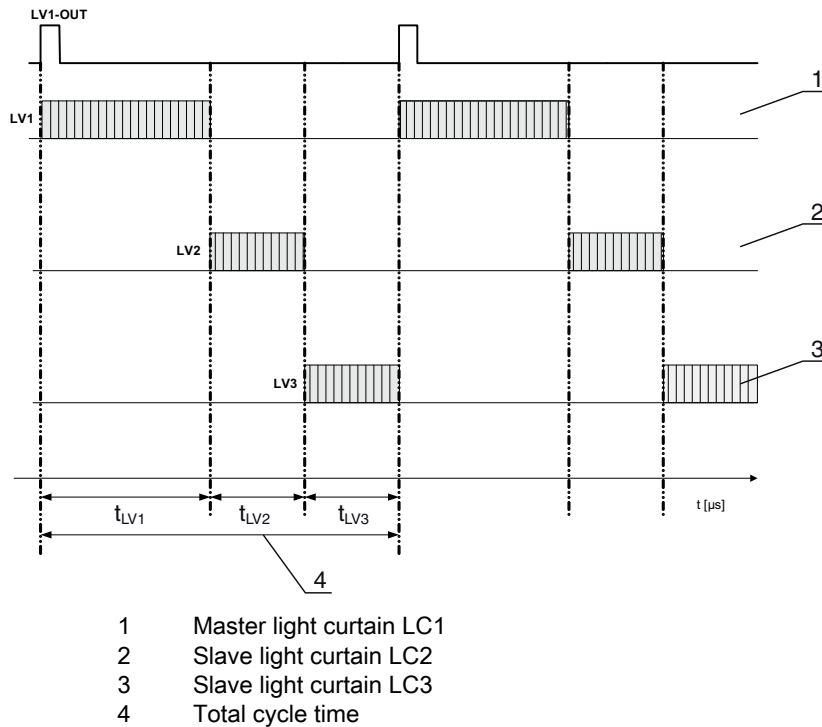 LV1-OUT
1
LV1
2
LV2
3
LV3
tLV1 tLV2 tLV3
t [µs]
4
1 Master light curtain LC1
2 Slave light curtain LC2
3 Slave light curtain LC3
4 Total cycle time